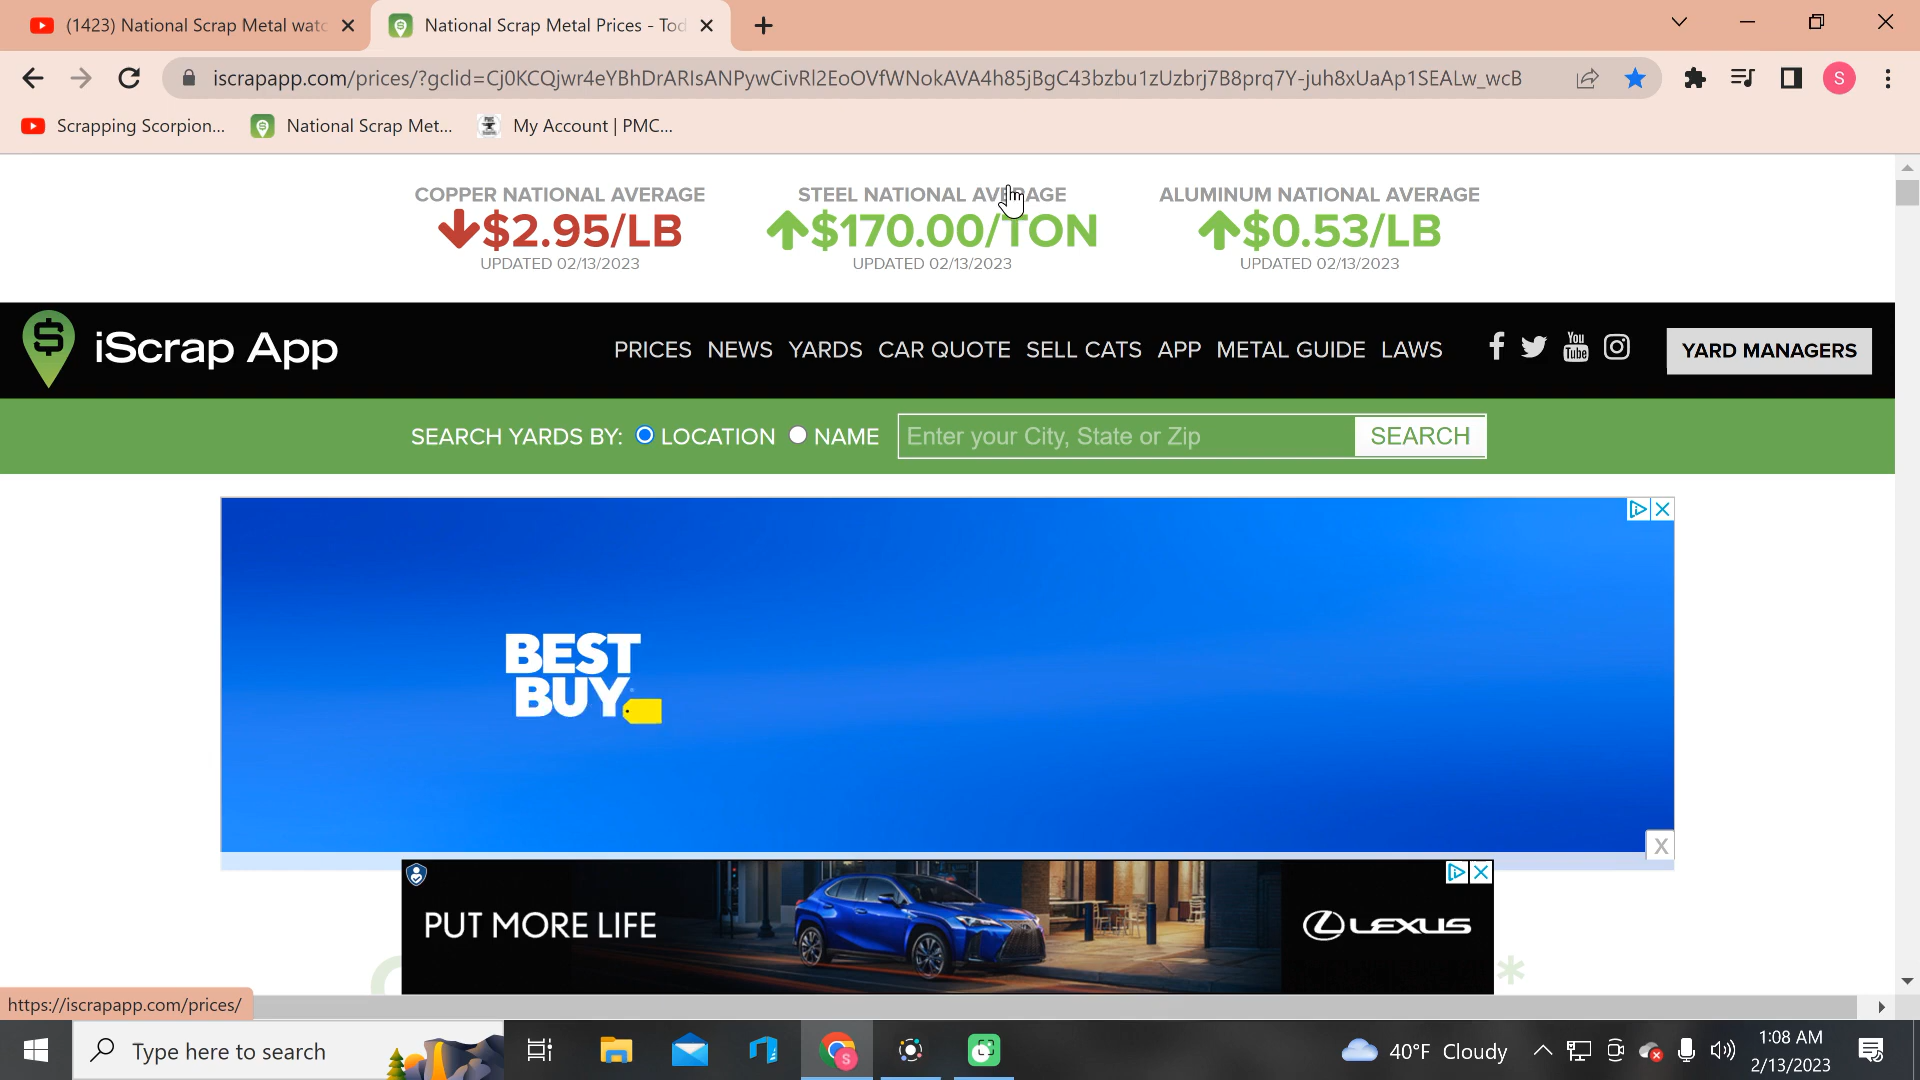 (1423) National Scrap Metal watc
National Scrap Metal Prices - Tod
iscrapapp.com/prices/?gclid=Cj0KCQjwr4eYBhDrARIsANPywCivRl2EoOVfWNokAVA4h85jBgC43bzbu1zUzbrj7B8prq7Y-juh8xUaAp1SEALw_wcB
S
Scrapping Scorpion...
National Scrap Met...
My Account | PMC...
COPPER NATIONAL AVERAGE
$2.95/LB
UPDATED 02/13/2023
STEEL NATIONAL AVERAGE
$170.00/TON
UPDATED 02/13/2023
ALUMINUM NATIONAL AVERAGE
$0.53/LB
UPDATED 02/13/2023
iScrap App
PRICES NEWS YARDS CAR QUOTE SELL CATS APP METAL GUIDE LAWS
You Tube
YARD MANAGERS
SEARCH YARDS BY: LOCATION NAME
Enter your City, State or Zip
SEARCH
BEST
BUY
X
PUT MORE LIFE
LEXUS
https://iscrapapp.com/prices/
Type here to search
S
40°F Cloudy
1:08 AM
2/13/2023